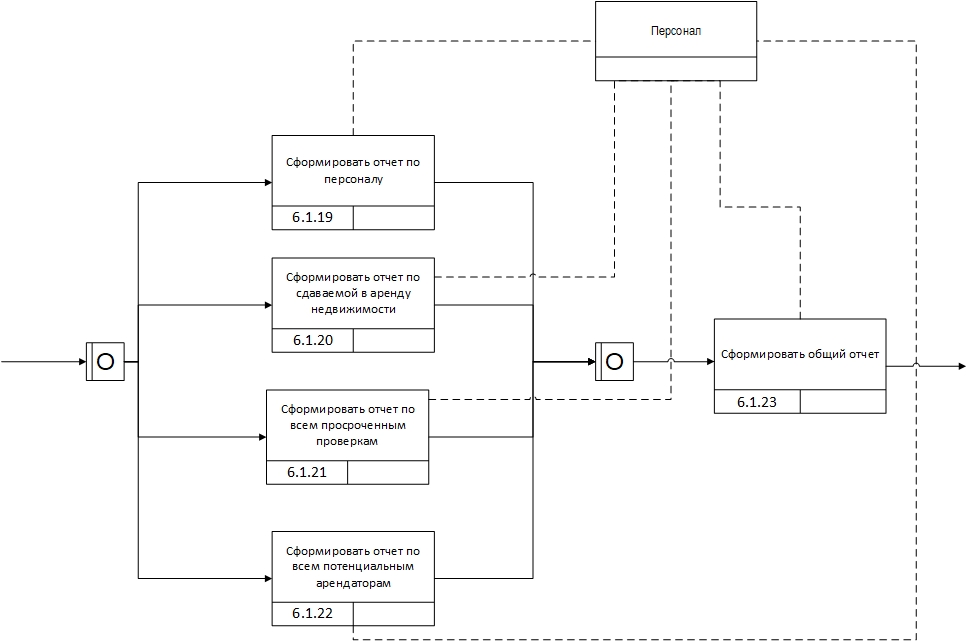 Персонал
Сформировать отчет по
персоналу
6.1.19
Сформировать отчет по
сдаваемой в аренду
недвижимости
6.1.20
О
О
Сформировать общий отчет
6.1.23
Сформировать отчет по
всем просроченным
проверкам
6.1.21
Сформировать отчет по
всем потенциальным
арендаторам
6.1.22